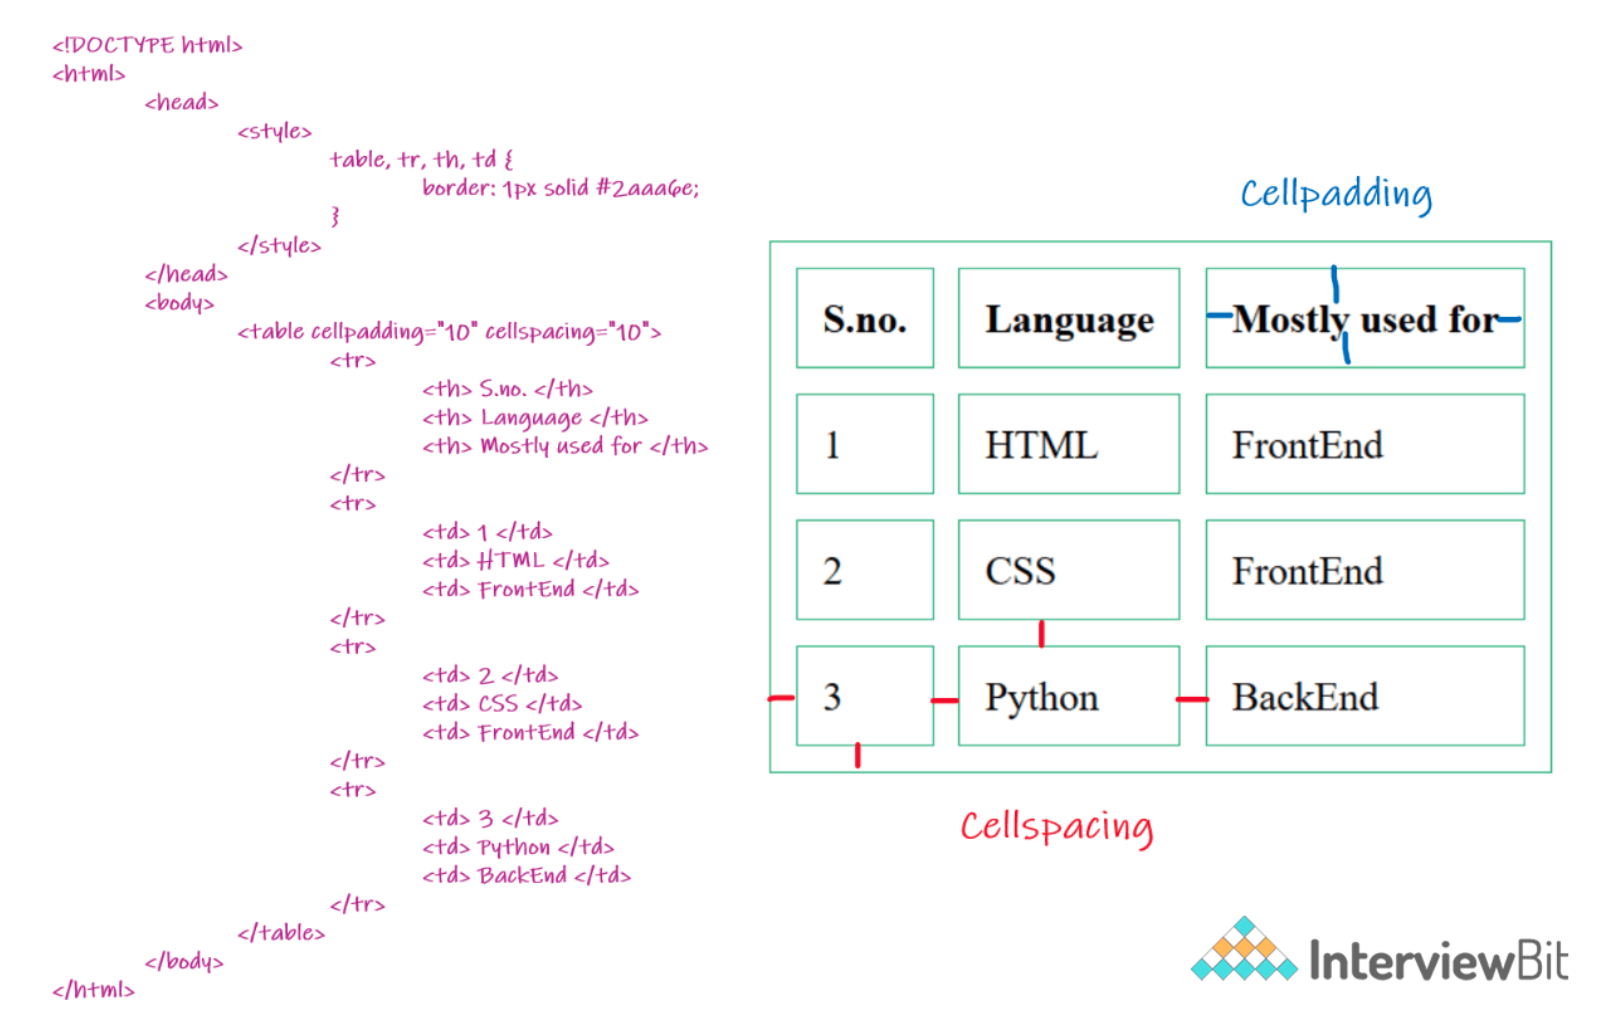 <!DOCTYPE html>
<html>
<head>
<style>
table, tr, th, td {
border: 1px solid #2aaa6e;
}
</style>
</head>
<body>
<table cellpadding="10" cellspacing="10">
<tr>
<th> S.no. </th>
<th> Language </th>
<th> Mostly used for </th>
</tr>
<tr>
<td> 1 </td>
<td> HTML </td>
<td> FrontEnd </td>
</tr>
<tr>
<td> 2 </td>
<td> CSS </td>
<td> FrontEnd </td>
</tr>
<tr>
<td> 3 </td>
<td> Python </td>
<td> BackEnd </td>
</tr>
</table>
</body>
</html>
Cellpadding
S.no. Language Mostly used for
1 HTML FrontEnd
2 CSS FrontEnd
3 Python BackEnd
Cellspacing
InterviewBit